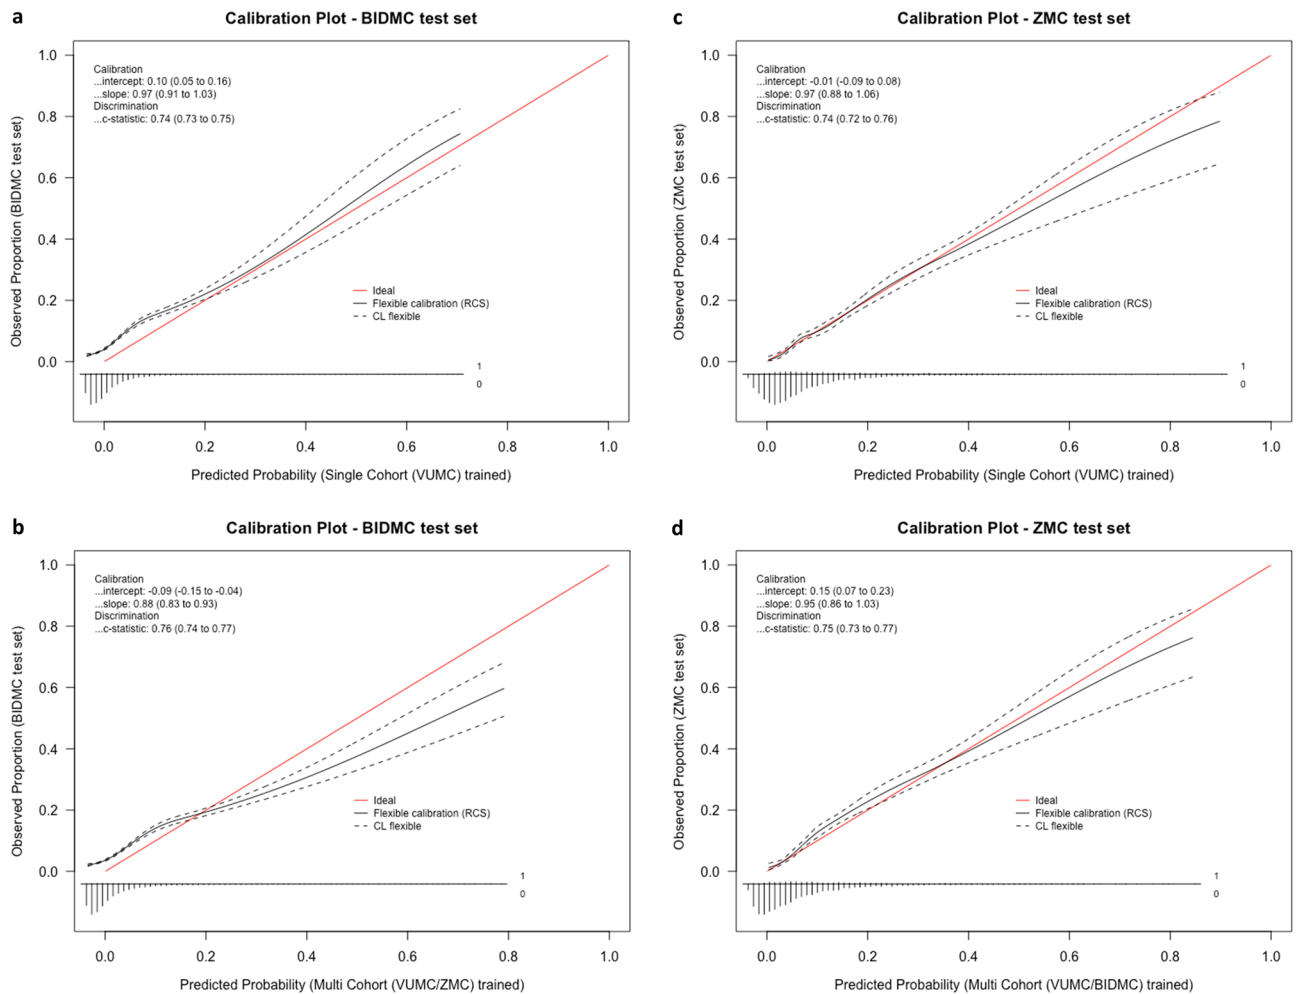 a
Calibration Plot - BIDMC test set
Calibration
...intercept: 0.10 (0.05 to 0.16)
...slope: 0.97 (0.91 to 1.03)
Discrimination
...c-statistic: 0.74 (0.73 to 0.75)
Observed Proportion (BIDMC test set)
1.0
0.8
0.6
0.4
0.2
0.0
Ideal
Flexible calibration (RCS)
CL flexible
1
0
0.0 0.2 0.4 0.6 0.8 1.0
Predicted Probability (Single Cohort (VUMC) trained)
c
Calibration Plot - ZMC test set
Calibration
...intercept: -0.01 (-0.09 to 0.08)
...slope: 0.97 (0.88 to 1.06)
Discrimination
...c-statistic: 0.74 (0.72 to 0.76)
Observed Proportion (ZMC test set)
1.0
0.8
0.6
0.4
0.2
0.0
Ideal
Flexible calibration (RCS)
CL flexible
1
0
0.0 0.2 0.4 0.6 0.8 1.0
Predicted Probability (Single Cohort (VUMC) trained)
b
Calibration Plot - BIDMC test set
Calibration
...intercept: -0.09 (-0.15 to -0.04)
...slope: 0.88 (0.83 to 0.93)
Discrimination
...c-statistic: 0.76 (0.74 to 0.77)
Observed Proportion (BIDMC test set)
1.0
0.8
0.6
0.4
0.2
0.0
Ideal
Flexible calibration (RCS)
CL flexible
1
0
0.0 0.2 0.4 0.6 0.8 1.0
Predicted Probability (Multi Cohort (VUMC/ZMC) trained)
d
Calibration Plot - ZMC test set
Calibration
...intercept: 0.15 (0.07 to 0.23)
...slope: 0.95 (0.86 to 1.03)
Discrimination
...c-statistic: 0.75 (0.73 to 0.77)
Observed Proportion (ZMC test set)
1.0
0.8
0.6
0.4
0.2
0.0
Ideal
Flexible calibration (RCS)
CL flexible
1
0
0.0 0.2 0.4 0.6 0.8 1.0
Predicted Probability (Multi Cohort (VUMC/BIDMC) trained)